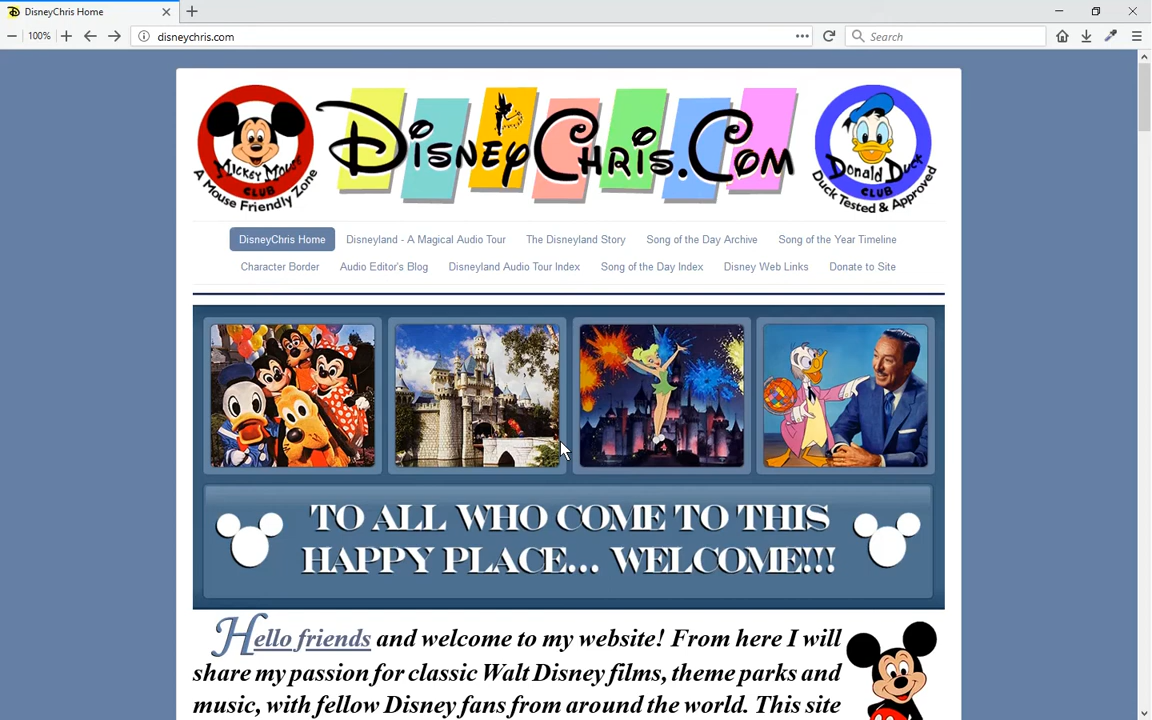 DisneyChris Home
100%
disneychris.com
Search
Mickey Mouse
CLUB
A Mouse Friendly Zone
DisneyChris.Com
Donald Duck
CLUB
Duck Tested & Approved
DisneyChris Home Disneyland - A Magical Audio Tour The Disneyland Story Song of the Day Archive Song of the Year Timeline
Character Border Audio Editor's Blog Disneyland Audio Tour Index Song of the Day Index Disney Web Links Donate to Site
TO ALL WHO COME TO THIS
HAPPY PLACE... WELCOME!!!
Hello friends and welcome to my website! From here I will
share my passion for classic Walt Disney films, theme parks and
music, with fellow Disney fans from around the world. This site